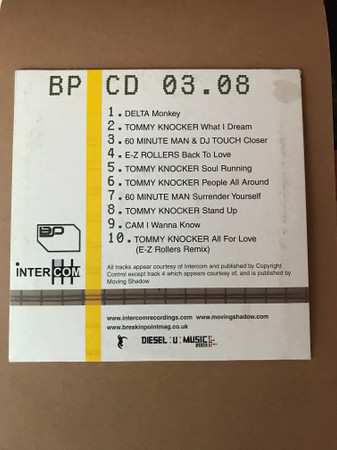 BP CD 03.08
1. DELTA Monkey
2. TOMMY KNOCKER What I Dream
3. 60 MINUTE MAN & DJ TOUCH Closer
4. E-Z ROLLERS Back To Love
5. TOMMY KNOCKER Soul Running
6. TOMMY KNOCKER People All Around
7. 60 MINUTE MAN Surrender Yourself
8. TOMMY KNOCKER Stand Up
9. CAM I Wanna Know
10. TOMMY KNOCKER All For Love
(E-Z ROLLERS Remix)
BP
INTERCOM
All tracks appear courtesy of Intercom and published by Copyright
Control except track 4 which appears courtesy of, and is published by
Moving Shadow
www.intercomrecordings.com www.movingshadow.com
www.breakinpointmag.co.uk
DIESEL :U: MUSIC